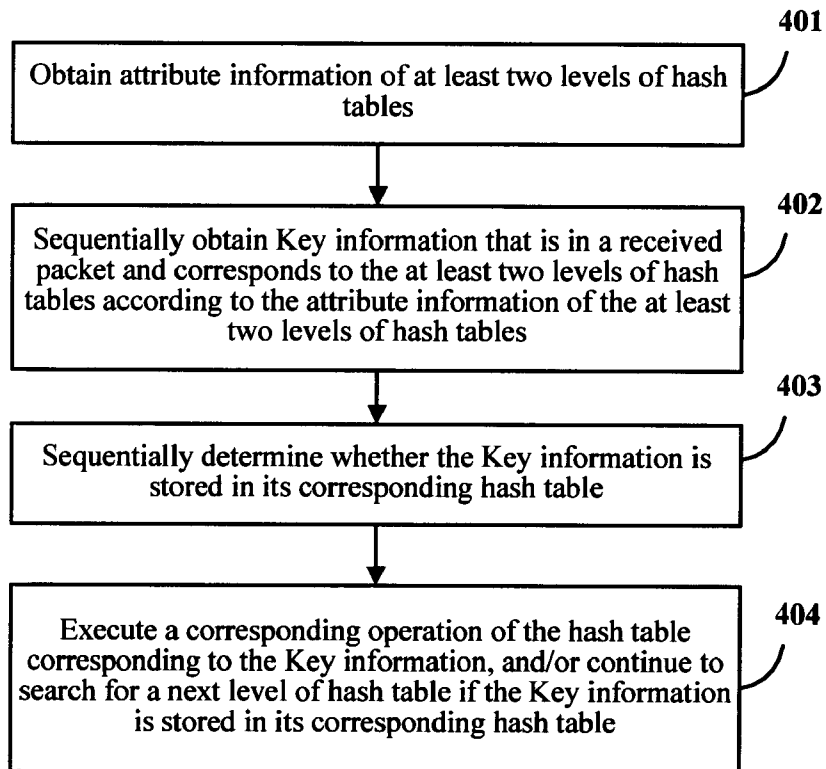 401
Obtain attribute information of at least two levels of hash
tables
402
Sequentially obtain Key information that is in a received
packet and corresponds to the at least two levels of hash
tables according to the attribute information of the at least
two levels of hash tables
403
Sequentially determine whether the Key information is
stored in its corresponding hash table
404
Execute a corresponding operation of the hash table
corresponding to the Key information, and/or continue to
search for a next level of hash table if the Key information
is stored in its corresponding hash table